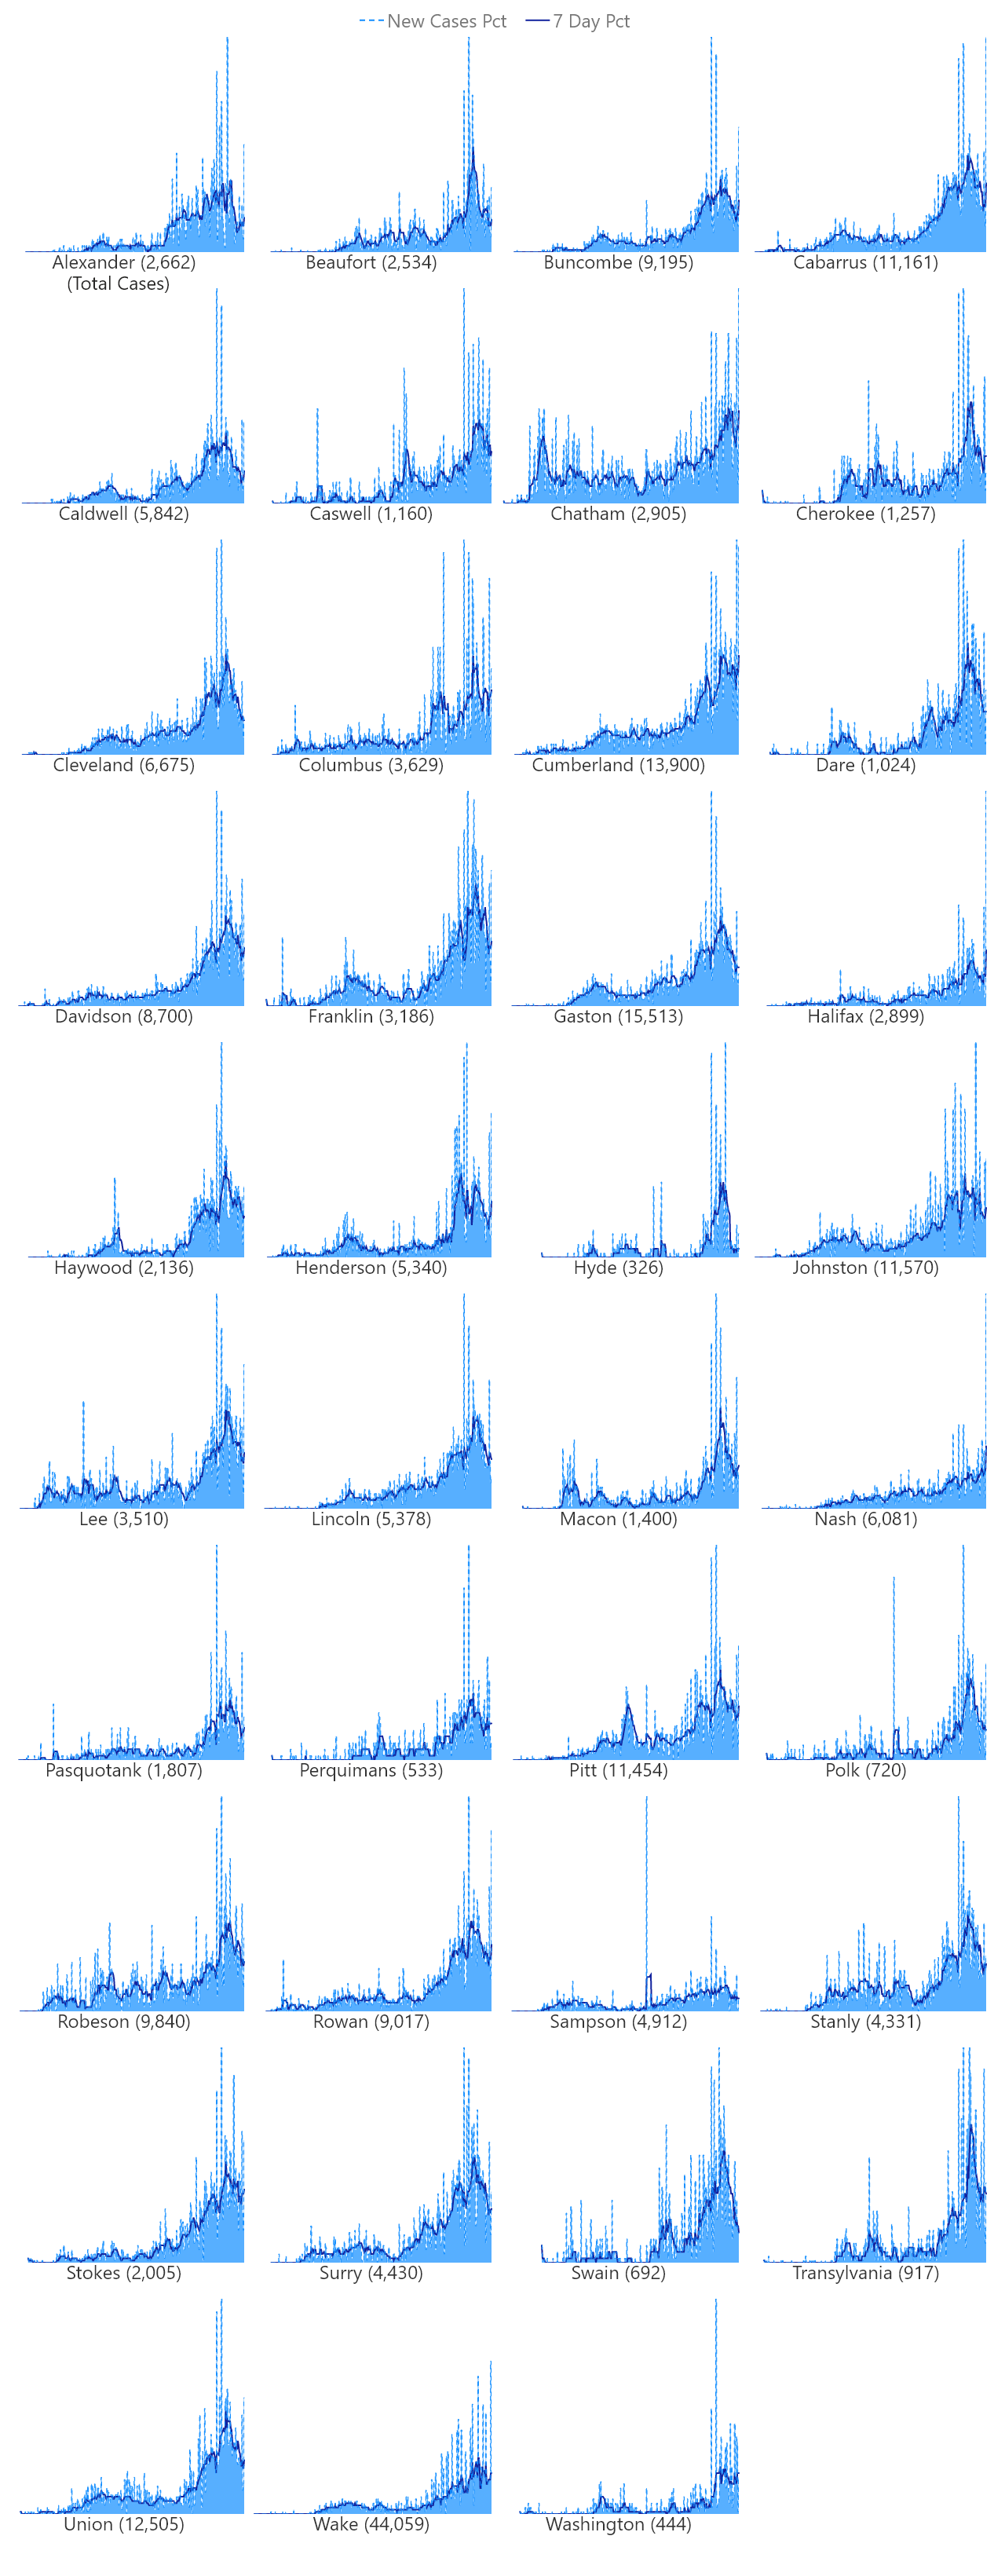 New Cases Pct 7 Day Pct
Alexander (2,662) Beaufort (2,534) Buncombe (9,195) Cabarrus (11,161)
(Total Cases)
Caldwell (5,842) Caswell (1,160) Chatham (2,905) Cherokee (1,257)
Cleveland (6,675) Columbus (3,629) Cumberland (13,900) Dare (1,024)
Davidson (8,700) Franklin (3,186) Gaston (15,513) Halifax (2,899)
Haywood (2,136) Henderson (5,340) Hyde (326) Johnston (11,570)
Lee (3,510) Lincoln (5,378) Macon (1,400) Nash (6,081)
Pasquotank (1,807) Perquimans (533) Pitt (11,454) Polk (720)
Robeson (9,840) Rowan (9,017) Sampson (4,912) Stanly (4,331)
Stokes (2,005) Surry (4,430) Swain (692) Transylvania (917)
Union (12,505) Wake (44,059) Washington (444)